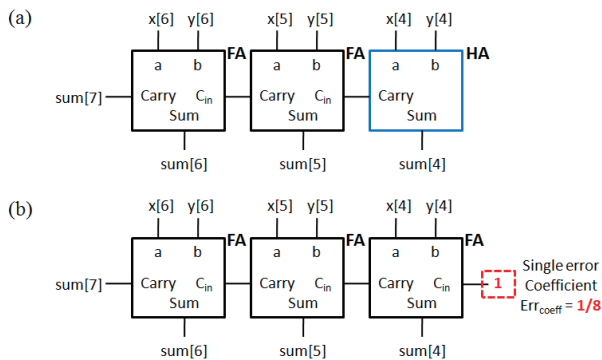 (a)
x[6] y[6] x[5] y[5] x[4] y[4]
FA FA HA
a b a b a b
sum[7] Carry Cin Carry Cin Carry
Sum Sum Sum
sum[6] sum[5] sum[4]
(b)
x[6] y[6] x[5] y[5] x[4] y[4]
FA FA FA
a b a b a b
Single error
sum[7] Carry Cin Carry Cin Carry Cin 1 Coefficient
Sum Sum Sum Errcoeff = 1/8
sum[6] sum[5] sum[4]